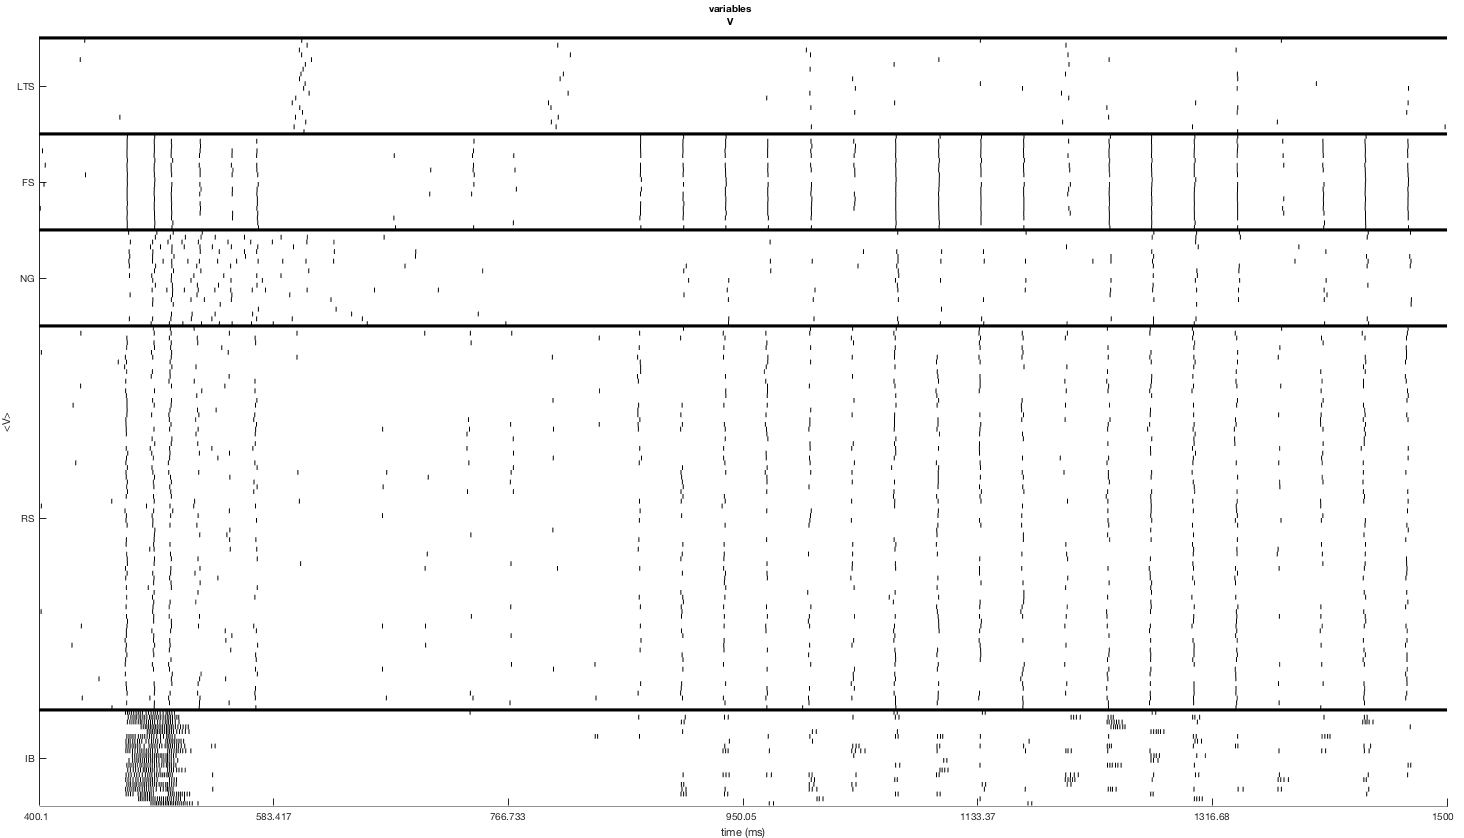 variables
V
LTS
FS
NG
<V>
RS
IB
400.1 583.417 766.733 950.05 1133.37 1316.68 1500
time (ms)